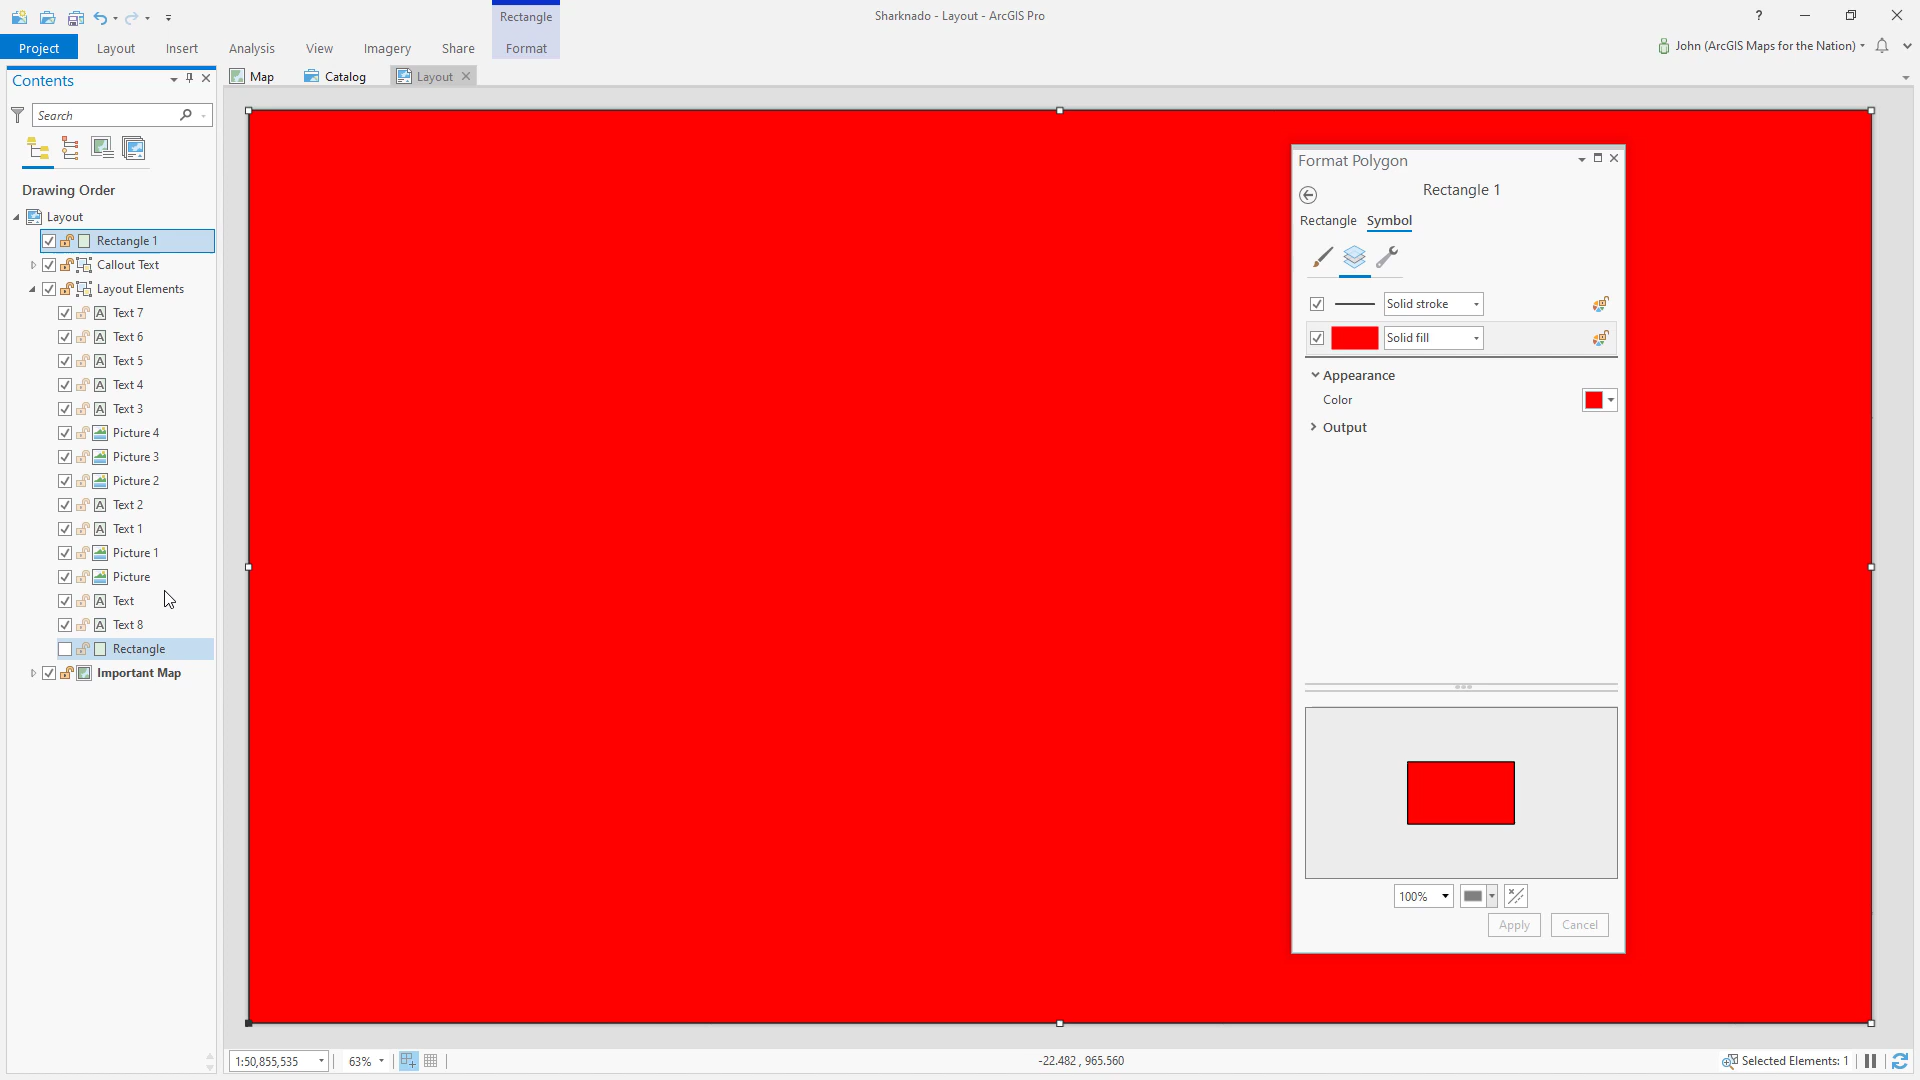 Rectangle
Sharknado - Layout - ArcGIS Pro
?
Project
Layout
Insert
Analysis
View
Imagery
Share
Format
John (ArcGIS Maps for the Nation)
Contents
Map
Catalog
Layout
Search
Drawing Order
Layout
Rectangle 1
Callout Text
Layout Elements
A Text 7
A Text 6
A Text 5
A Text 4
A Text 3
Picture 4
Picture 3
Picture 2
A Text 2
A Text 1
Picture 1
Picture
A Text
A Text 8
Rectangle
Important Map
Format Polygon
Rectangle 1
Rectangle
Symbol
Solid stroke
Solid fill
Appearance
Color
Output
100%
Apply
Cancel
1:50,855,535
63%
-22.482 , 965.560
Selected Elements: 1